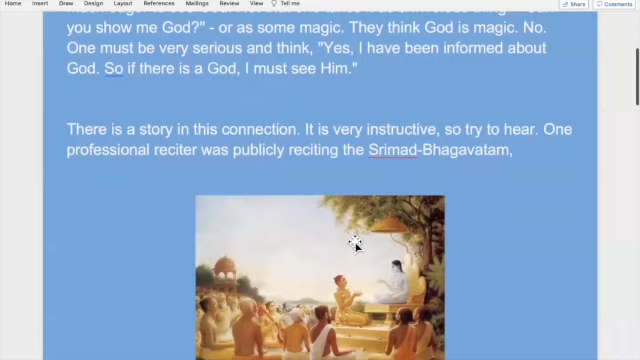 Home Insert Draw Design Layout References Mailings Review View Tell me Share Comments
you show me God?" - or as some magic. They think God is magic. No.
One must be very serious and think, "Yes, I have been informed about
God. So if there is a God, I must see Him."
There is a story in this connection. It is very instructive, so try to hear. One
professional reciter was publicly reciting the Srimad-Bhagavatam,